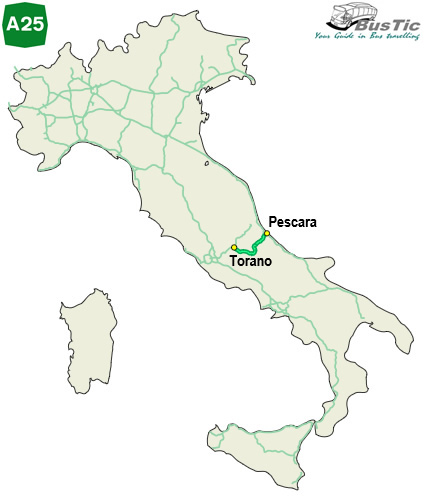 A25
BusTic
Your Guide in Bus travelling
Pescara
Torano